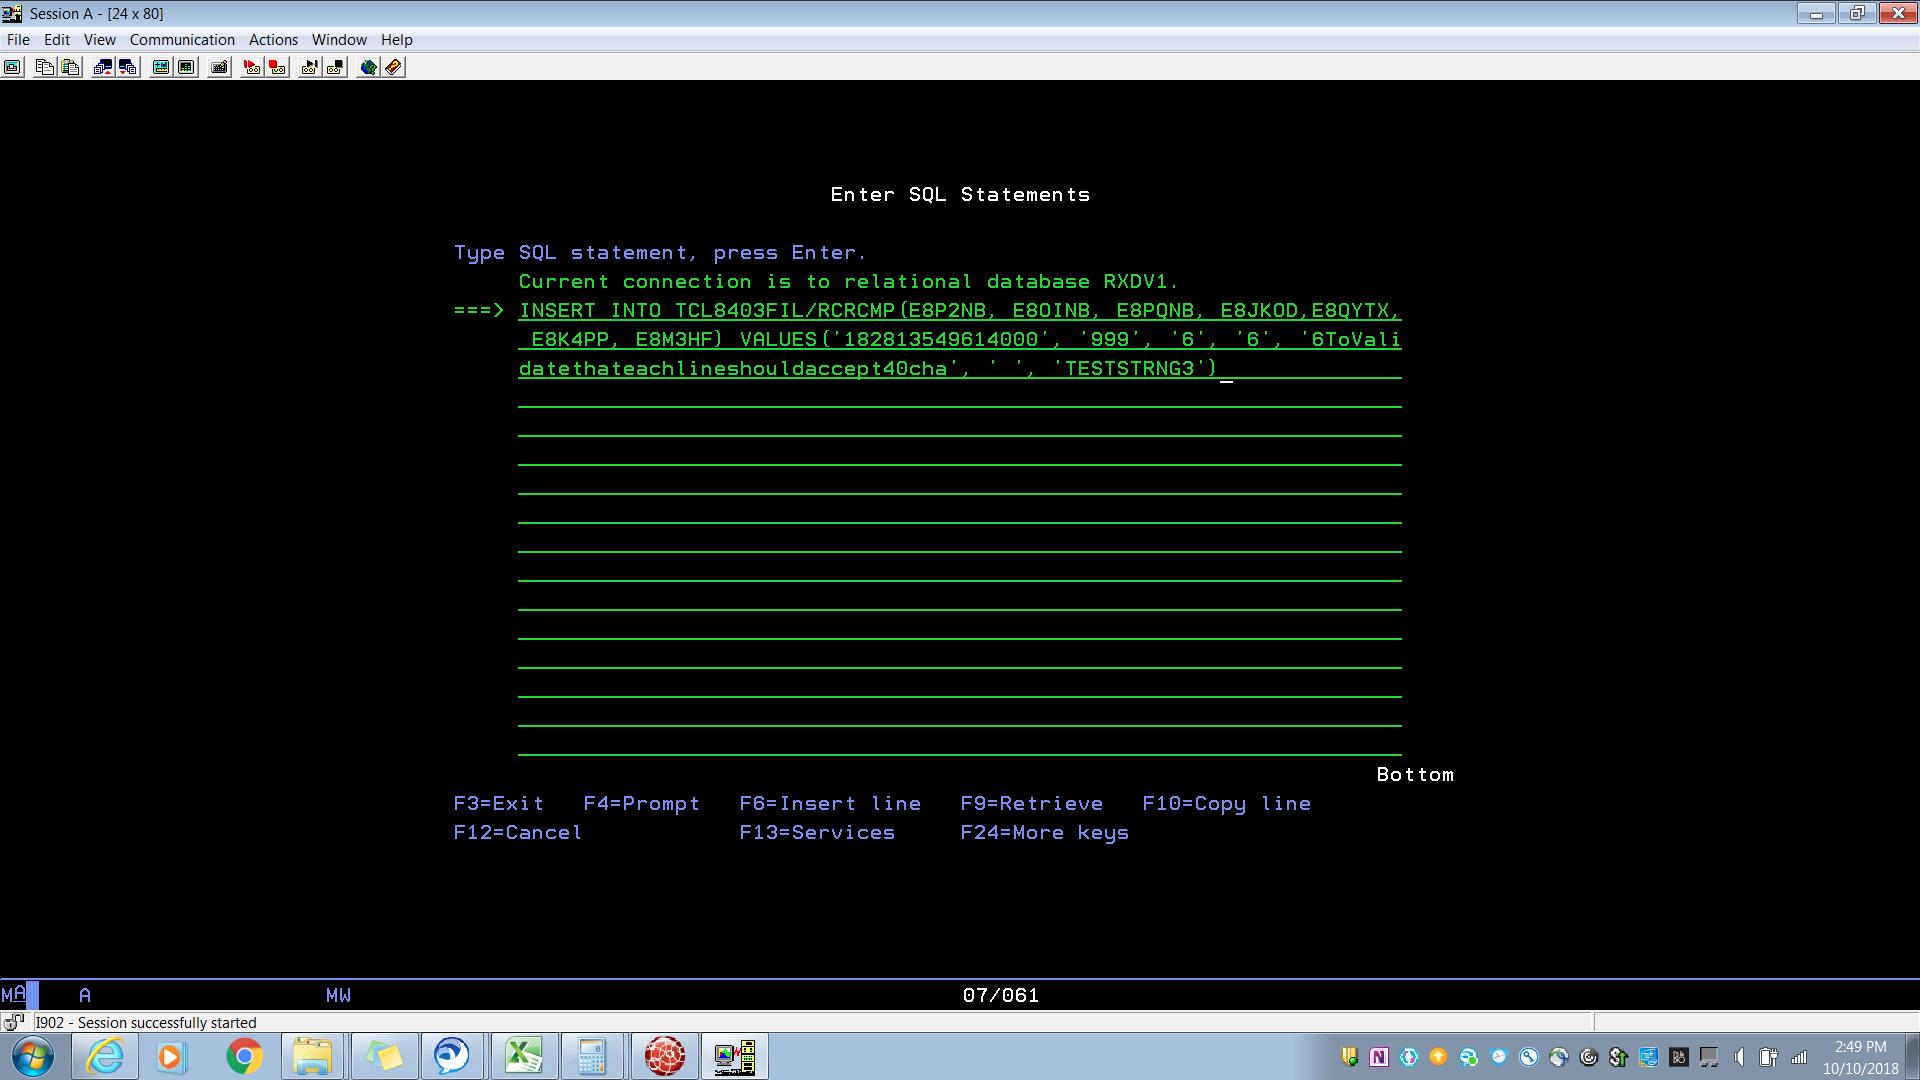 Session A - [24 x 80]
File Edit View Communication Actions Window Help
Enter SQL Statements
Type SQL statement, press Enter.
Current connection is to relational database RXDV1.
===> INSERT INTO TCL8403FIL/RCRCMP(E8P2NB, E8OINB, E8PQNB, E8JKOD,E8QYTX,
E8K4PP, E8M3HF) VALUES('182813549614000', '999', '6', '6', '6ToVali
datethateachlineshouldaccept40cha', ' ', 'TESTSTRNG3')
Bottom
F3=Exit F4=Prompt F6=Insert line F9=Retrieve F10=Copy line
F12=Cancel F13=Services F24=More keys
MA A MW 07/061
I902 - Session successfully started
2:49 PM
10/10/2018